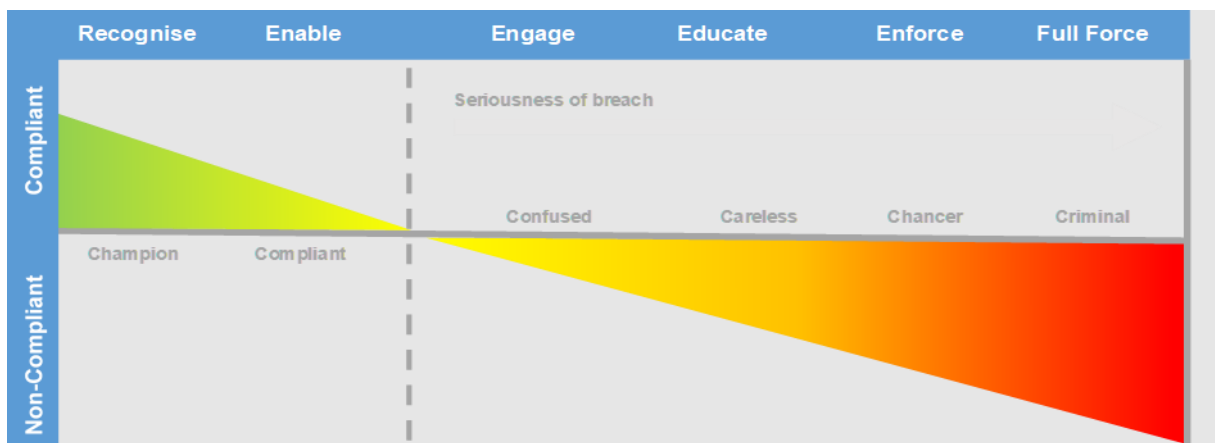 Recognise Enable Engage Educate Enforce Full Force
Compliant
Seriousness of breach
Confused Careless Chancer Criminal
Champion Compliant
Non-Compliant